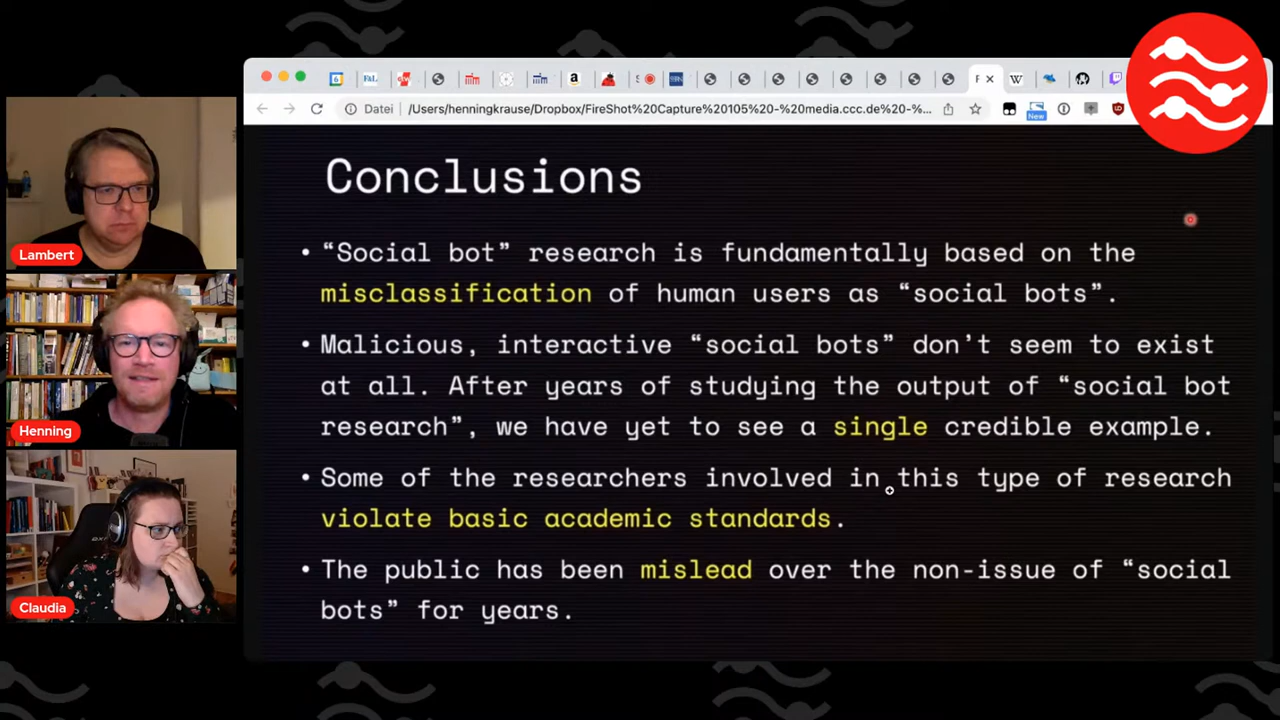 6
FAL
Datei
/Users/henningkrause/Dropbox/FireShot%20Capture%20105%20-%20media.ccc.de%20-%...
New
Conclusions
• “Social bot” research is fundamentally based on the
misclassification of human users as “social bots”.
• Malicious, interactive “social bots” don’t seem to exist
at all. After years of studying the output of “social bot
research”, we have yet to see a single credible example.
• Some of the researchers involved in this type of research
violate basic academic standards.
• The public has been mislead over the non-issue of “social
bots” for years.
Lambert
Henning
Claudia